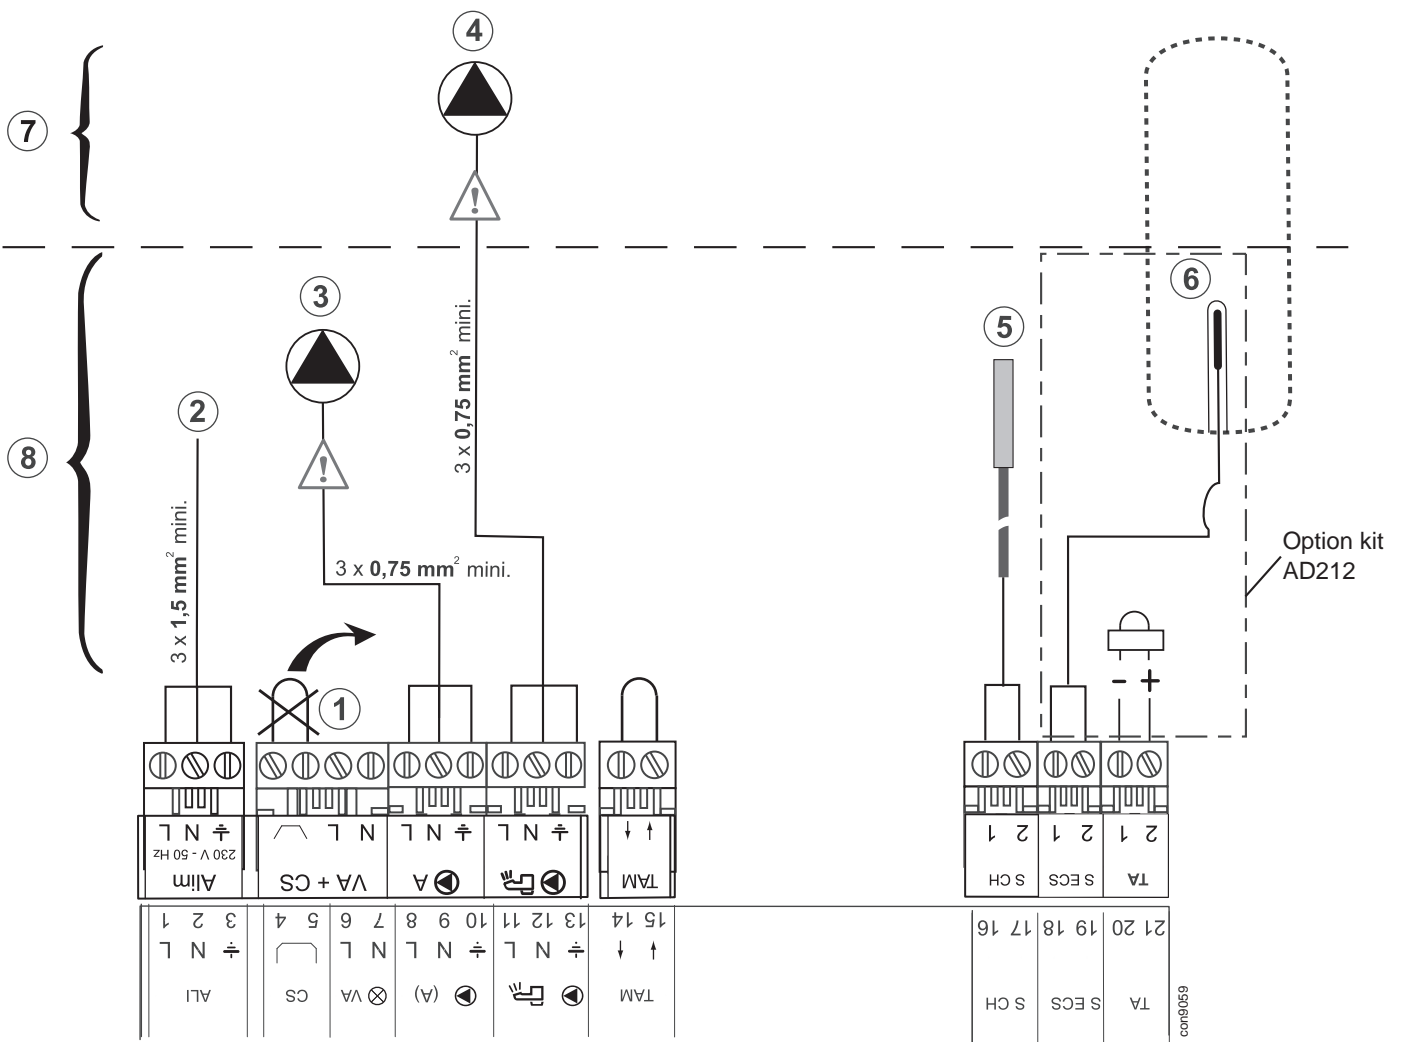 4
7
3
6
5
2
8
3 x 0,75 mm² mini.
3 x 1,5 mm² mini.
3 x 0,75 mm² mini.
Option kit
AD212
1
- +
L N
L N
L N
L N
1 2
1 2
1 2
230 V - 50 Hz
Alim
VA + CS
A
TAM
S CH
S ECS
TA
1 2 3
4 5
6 7
8 9 10
11 12 13
14 15
16 17
18 19
20 21
L N
L N
L N
L N
ALI
CS
VA
(A)
TAM
S CH
S ECS
TA
con9059